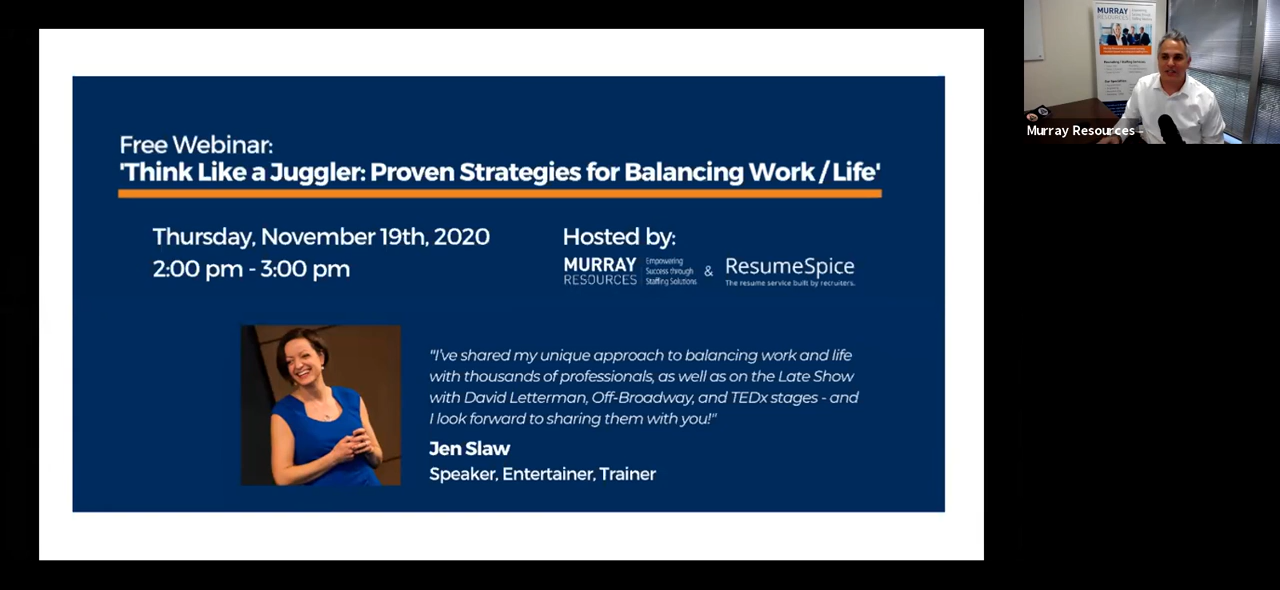 Free Webinar:
'Think Like a Juggler: Proven Strategies for Balancing Work / Life'
Thursday, November 19th, 2020
2:00 pm - 3:00 pm
Hosted by:
MURRAY
RESOURCES
Empowering
Success through
Staffing Solutions
&
ResumeSpice
The resume service built by recruiters.
"I've shared my unique approach to balancing work and life
with thousands of professionals, as well as on the Late Show
with David Letterman, Off-Broadway, and TEDx stages - and
I look forward to sharing them with you!"
Jen Slaw
Speaker, Entertainer, Trainer
MURRAY
RESOURCES
Murray Resources -